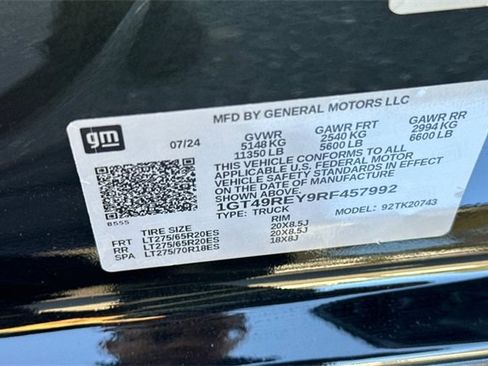 gm
MFD BY GENERAL MOTORS LLC
07/24 GVWR GAWR FRT GAWR RR
5148 KG 2540 KG 2994 KG
11350 LB 5600 LB 6600 LB
THIS VEHICLE CONFORMS TO ALL
APPLICABLE U.S. FEDERAL MOTOR
VEHICLE SAFETY STANDARDS IN EFFECT
ON THE DATE OF MANUFACTURE SHOWN ABOVE.
1GT49REY9RF457992
B555 TYPE: TRUCK MODEL: 92TK20743
TIRE SIZE RIM
FRT LT275/65R20ES 20X8.5J
RR LT275/65R20ES 20X8.5J
SPA LT275/70R18ES 18X8J